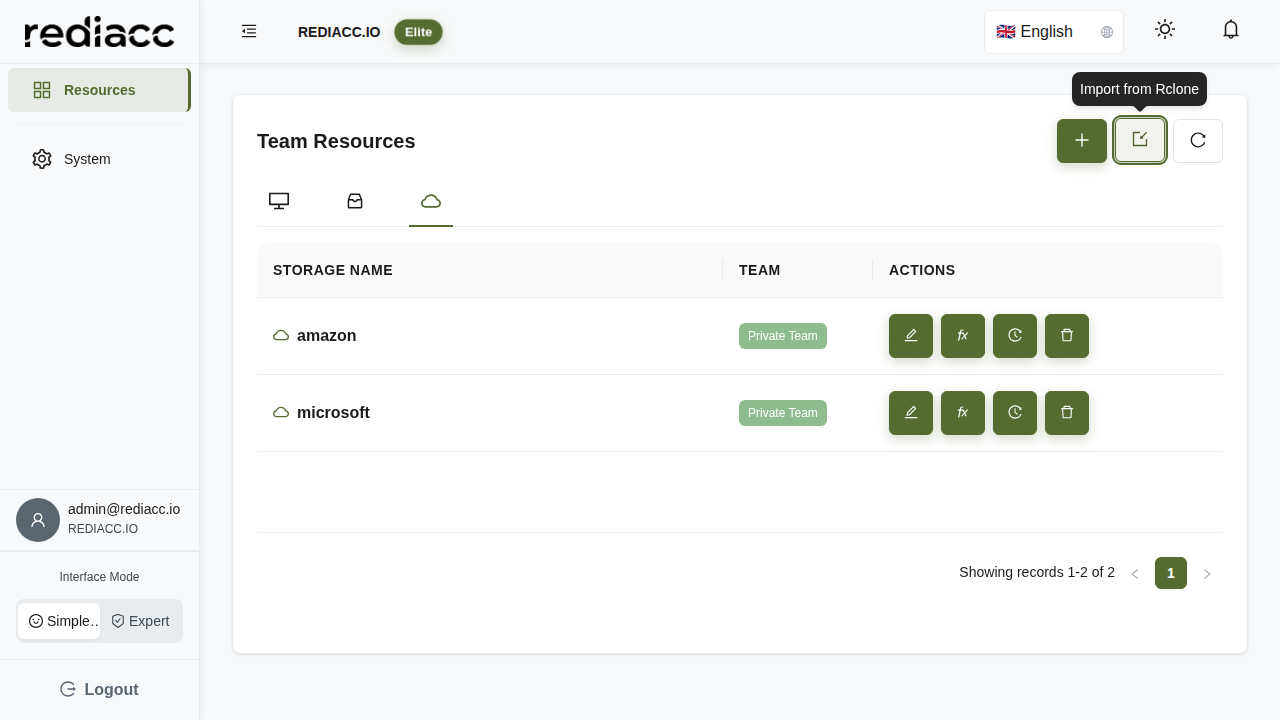 rediacc
REDIACC.IO
Elite
🇬🇧 English
Resources
System
Import from Rclone
Team Resources
STORAGE NAME
TEAM
ACTIONS
amazon
Private Team
fx
microsoft
Private Team
fx
Showing records 1-2 of 2
1
admin@rediacc.io
REDIACC.IO
Interface Mode
Simple..
Expert
Logout